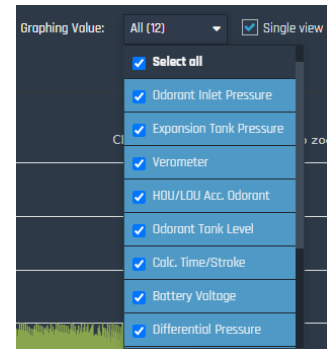 Graphing Value: All (12) Single view
Select all
Odorant Inlet Pressure
Expansion Tank Pressure
Verometer
HOU/LOU Acc. Odorant
Odorant Tank Level
Calc. Time/Stroke
Battery Voltage
Differential Pressure